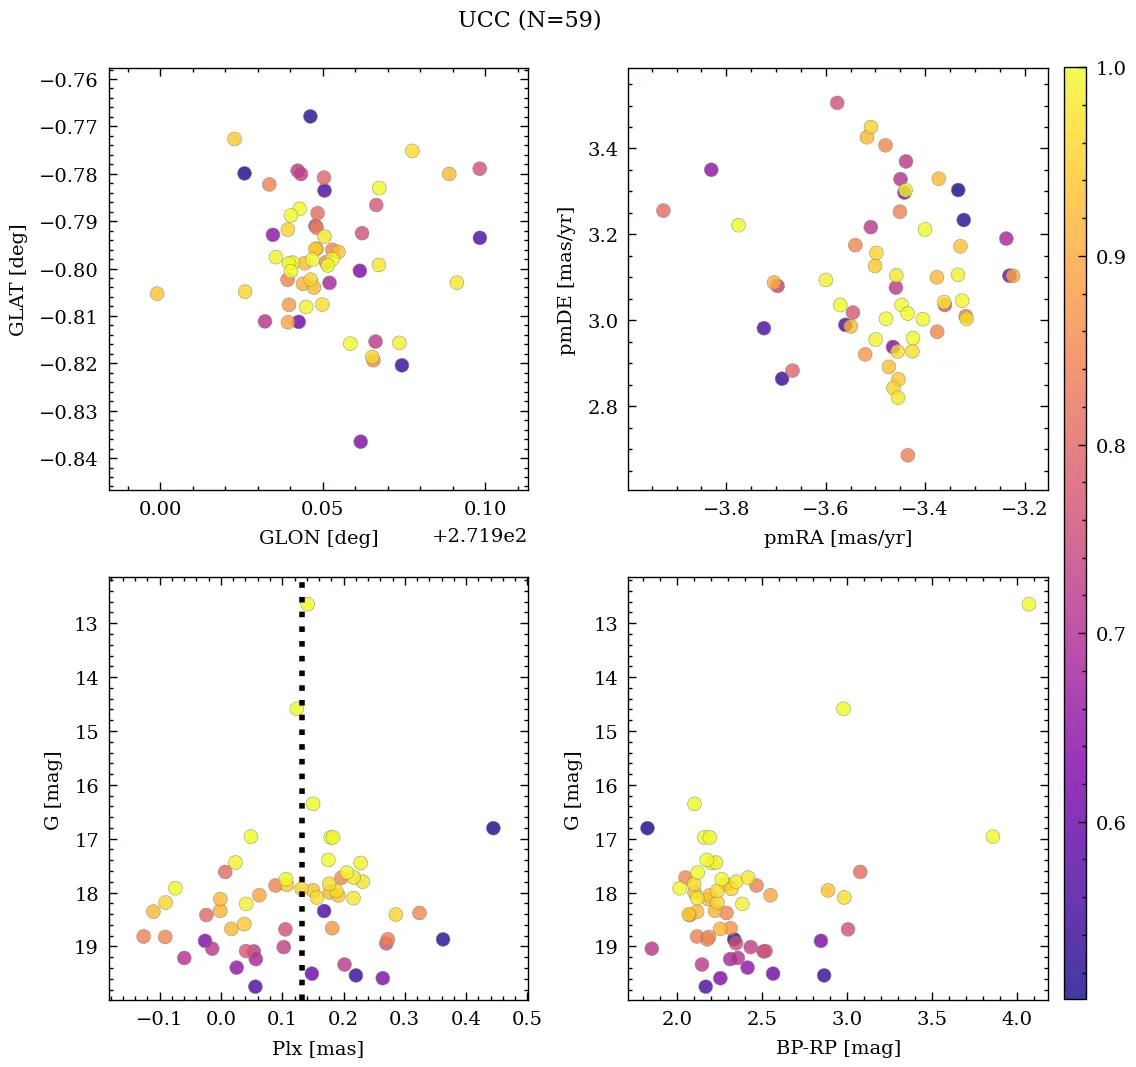 UCC (N=59)
−0.76
−0.77
−0.78
−0.79
−0.80
−0.81
−0.82
−0.83
−0.84
GLAT [deg]
0.00 0.05 0.10
GLON [deg] +2.719e2
3.4
3.2
3.0
2.8
pmDE [mas/yr]
−3.8 −3.6 −3.4 −3.2
pmRA [mas/yr]
1.0
0.9
0.8
0.7
0.6
13
14
15
16
17
18
19
G [mag]
−0.1 0.0 0.1 0.2 0.3 0.4 0.5
Plx [mas]
13
14
15
16
17
18
19
G [mag]
2.0 2.5 3.0 3.5 4.0
BP-RP [mag]